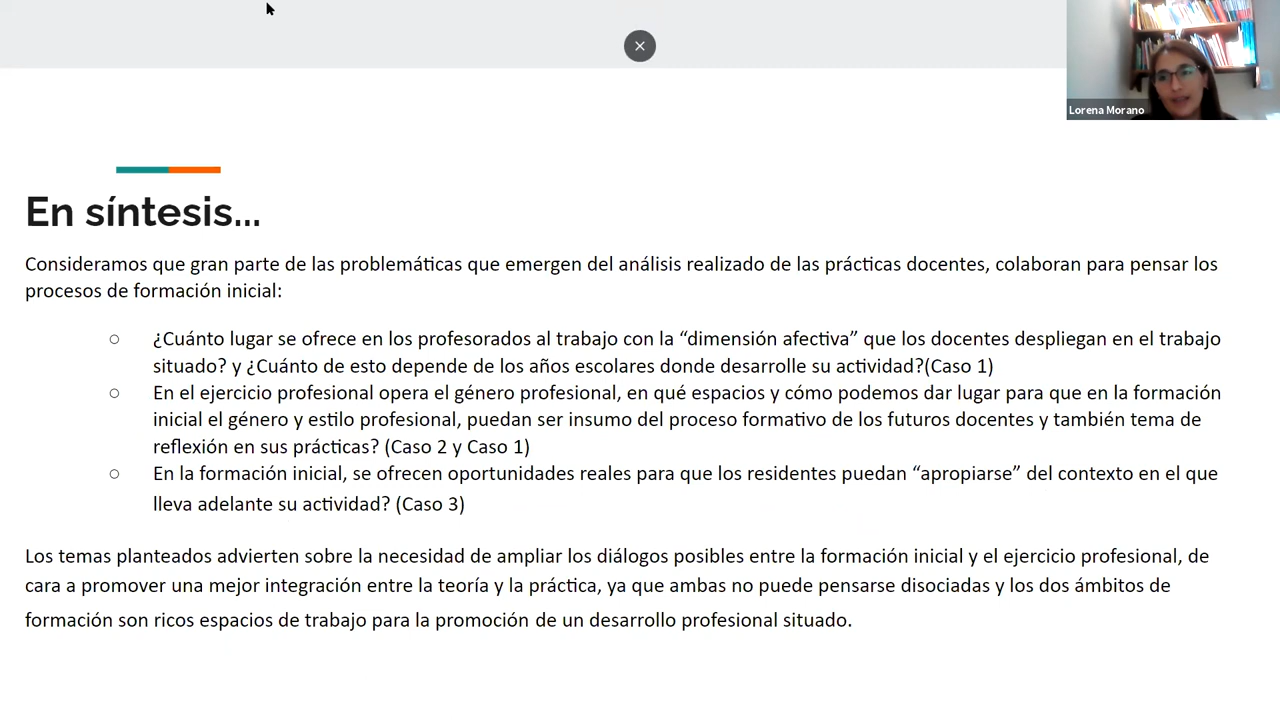 Lorena Morano
En síntesis...
Consideramos que gran parte de las problemáticas que emergen del análisis realizado de las prácticas docentes, colaboran para pensar los
procesos de formación inicial:
○ ¿Cuánto lugar se ofrece en los profesorados al trabajo con la “dimensión afectiva” que los docentes despliegan en el trabajo
situado? y ¿Cuánto de esto depende de los años escolares donde desarrolle su actividad?(Caso 1)
○ En el ejercicio profesional opera el género profesional, en qué espacios y cómo podemos dar lugar para que en la formación
inicial el género y estilo profesional, puedan ser insumo del proceso formativo de los futuros docentes y también tema de
reflexión en sus prácticas? (Caso 2 y Caso 1)
○ En la formación inicial, se ofrecen oportunidades reales para que los residentes puedan “apropiarse” del contexto en el que
lleva adelante su actividad? (Caso 3)
Los temas planteados advierten sobre la necesidad de ampliar los diálogos posibles entre la formación inicial y el ejercicio profesional, de
cara a promover una mejor integración entre la teoría y la práctica, ya que ambas no puede pensarse disociadas y los dos ámbitos de
formación son ricos espacios de trabajo para la promoción de un desarrollo profesional situado.